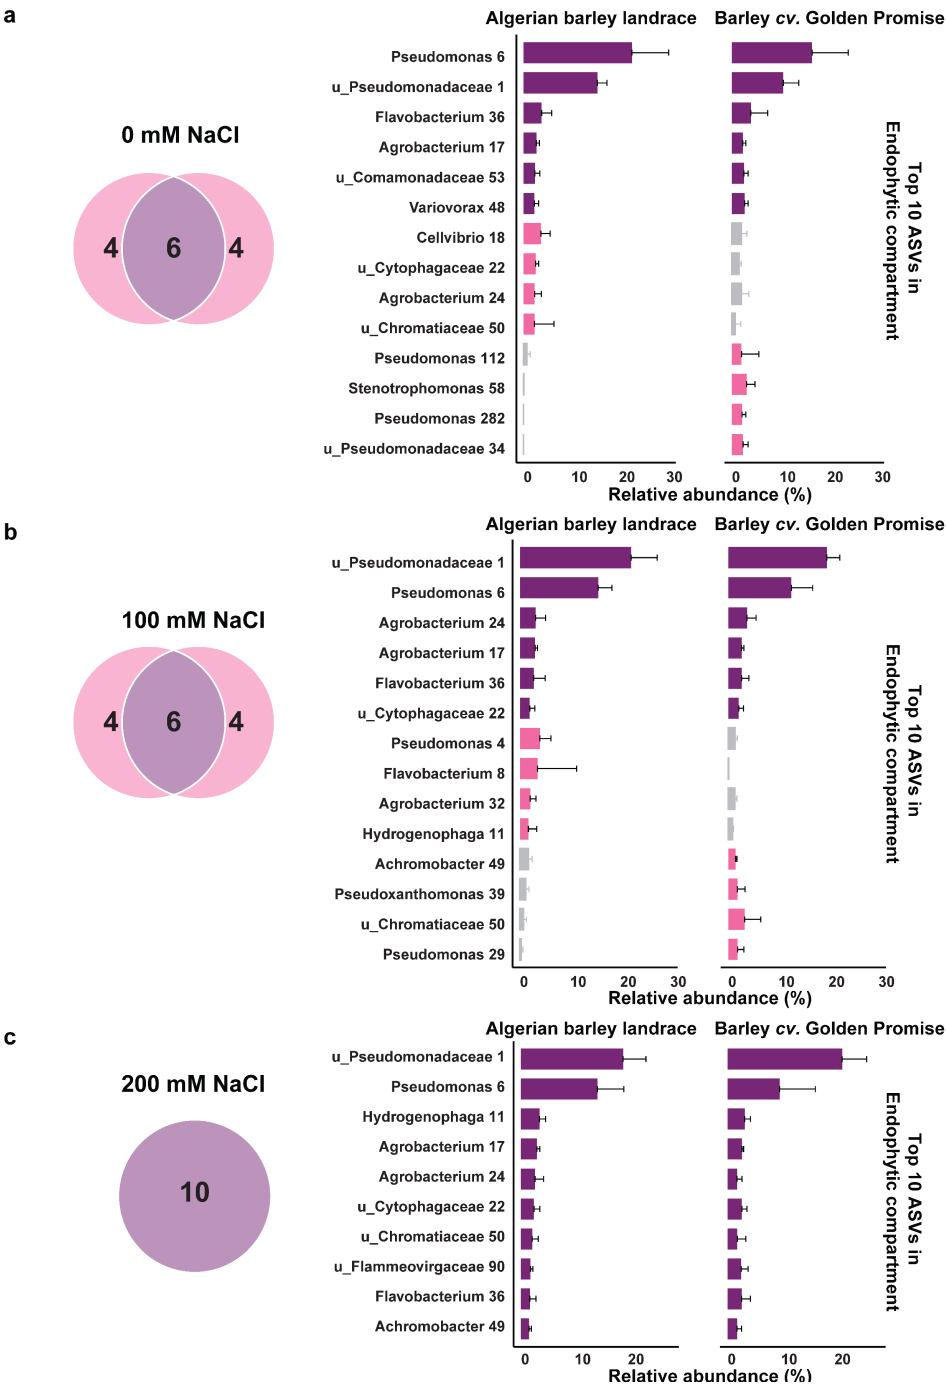 a
Algerian barley landrace
Barley cv. Golden Promise
0 mM NaCl
4 6 4
Pseudomonas 6
u_Pseudomonadaceae 1
Flavobacterium 36
Agrobacterium 17
u_Comamonadaceae 53
Variovorax 48
Cellvibrio 18
u_Cytophagaceae 22
Agrobacterium 24
u_Chromatiaceae 50
Pseudomonas 112
Stenotrophomonas 58
Pseudomonas 282
u_Pseudomonadaceae 34
0 10 20 30
0 10 20 30
Relative abundance (%)
Top 10 ASVs in
Endophytic compartment
b
Algerian barley landrace
Barley cv. Golden Promise
100 mM NaCl
4 6 4
u_Pseudomonadaceae 1
Pseudomonas 6
Agrobacterium 24
Agrobacterium 17
Flavobacterium 36
u_Cytophagaceae 22
Pseudomonas 4
Flavobacterium 8
Agrobacterium 32
Hydrogenophaga 11
Achromobacter 49
Pseudoxanthomonas 39
u_Chromatiaceae 50
Pseudomonas 29
0 10 20 30
0 10 20 30
Relative abundance (%)
Top 10 ASVs in
Endophytic compartment
c
Algerian barley landrace
Barley cv. Golden Promise
200 mM NaCl
10
u_Pseudomonadaceae 1
Pseudomonas 6
Hydrogenophaga 11
Agrobacterium 17
Agrobacterium 24
u_Cytophagaceae 22
u_Chromatiaceae 50
u_Flammeovirgaceae 90
Flavobacterium 36
Achromobacter 49
0 10 20
0 10 20
Relative abundance (%)
Top 10 ASVs in
Endophytic compartment